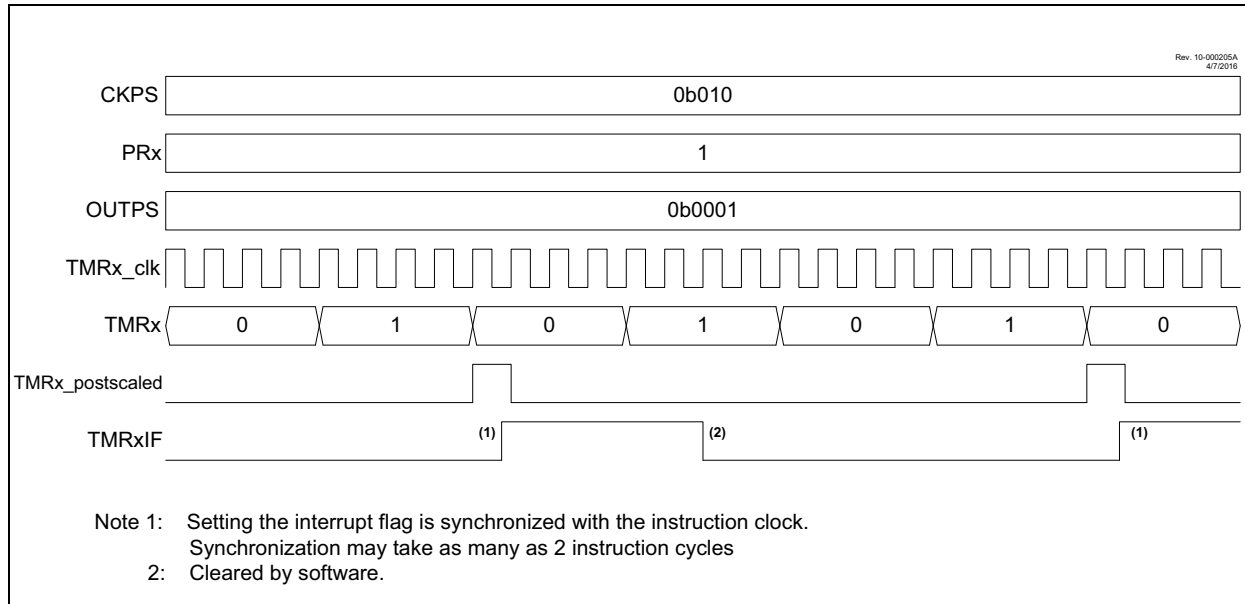 Rev. 10-000205A
4/7/2016
CKPS 0b010
PRx 1
OUTPS 0b0001
TMRx_clk
TMRx 0 1 0 1 0 1 0
TMRx_postscaled
TMRxIF (1) (2) (1)
Note 1: Setting the interrupt flag is synchronized with the instruction clock.
Synchronization may take as many as 2 instruction cycles
2: Cleared by software.